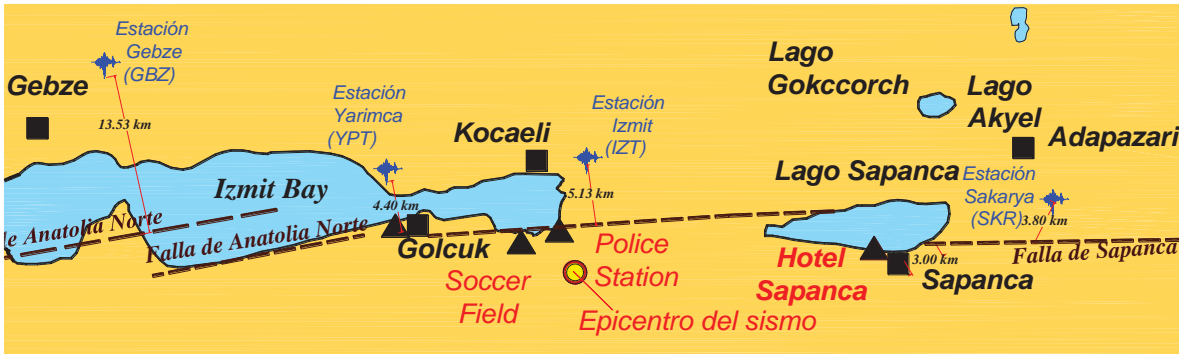 Estación
Gebze
(GBZ)
Gebze
13.53 km
Estación
Yarimca
(YPT)
Kocaeli
Estación
Izmit
(IZT)
Lago
Gokccorch
Lago
Akyel
Adapazari
Izmit Bay
4.40 km
5.13 km
Lago Sapanca
Estación
Sakarya
(SKR)
3.80 km
de Anatolia Norte
Falla de Anatolia Norte
Golcuk
Soccer
Field
Police
Station
Epicentro del sismo
Hotel
Sapanca
3.00 km
Sapanca
Falla de Sapanca